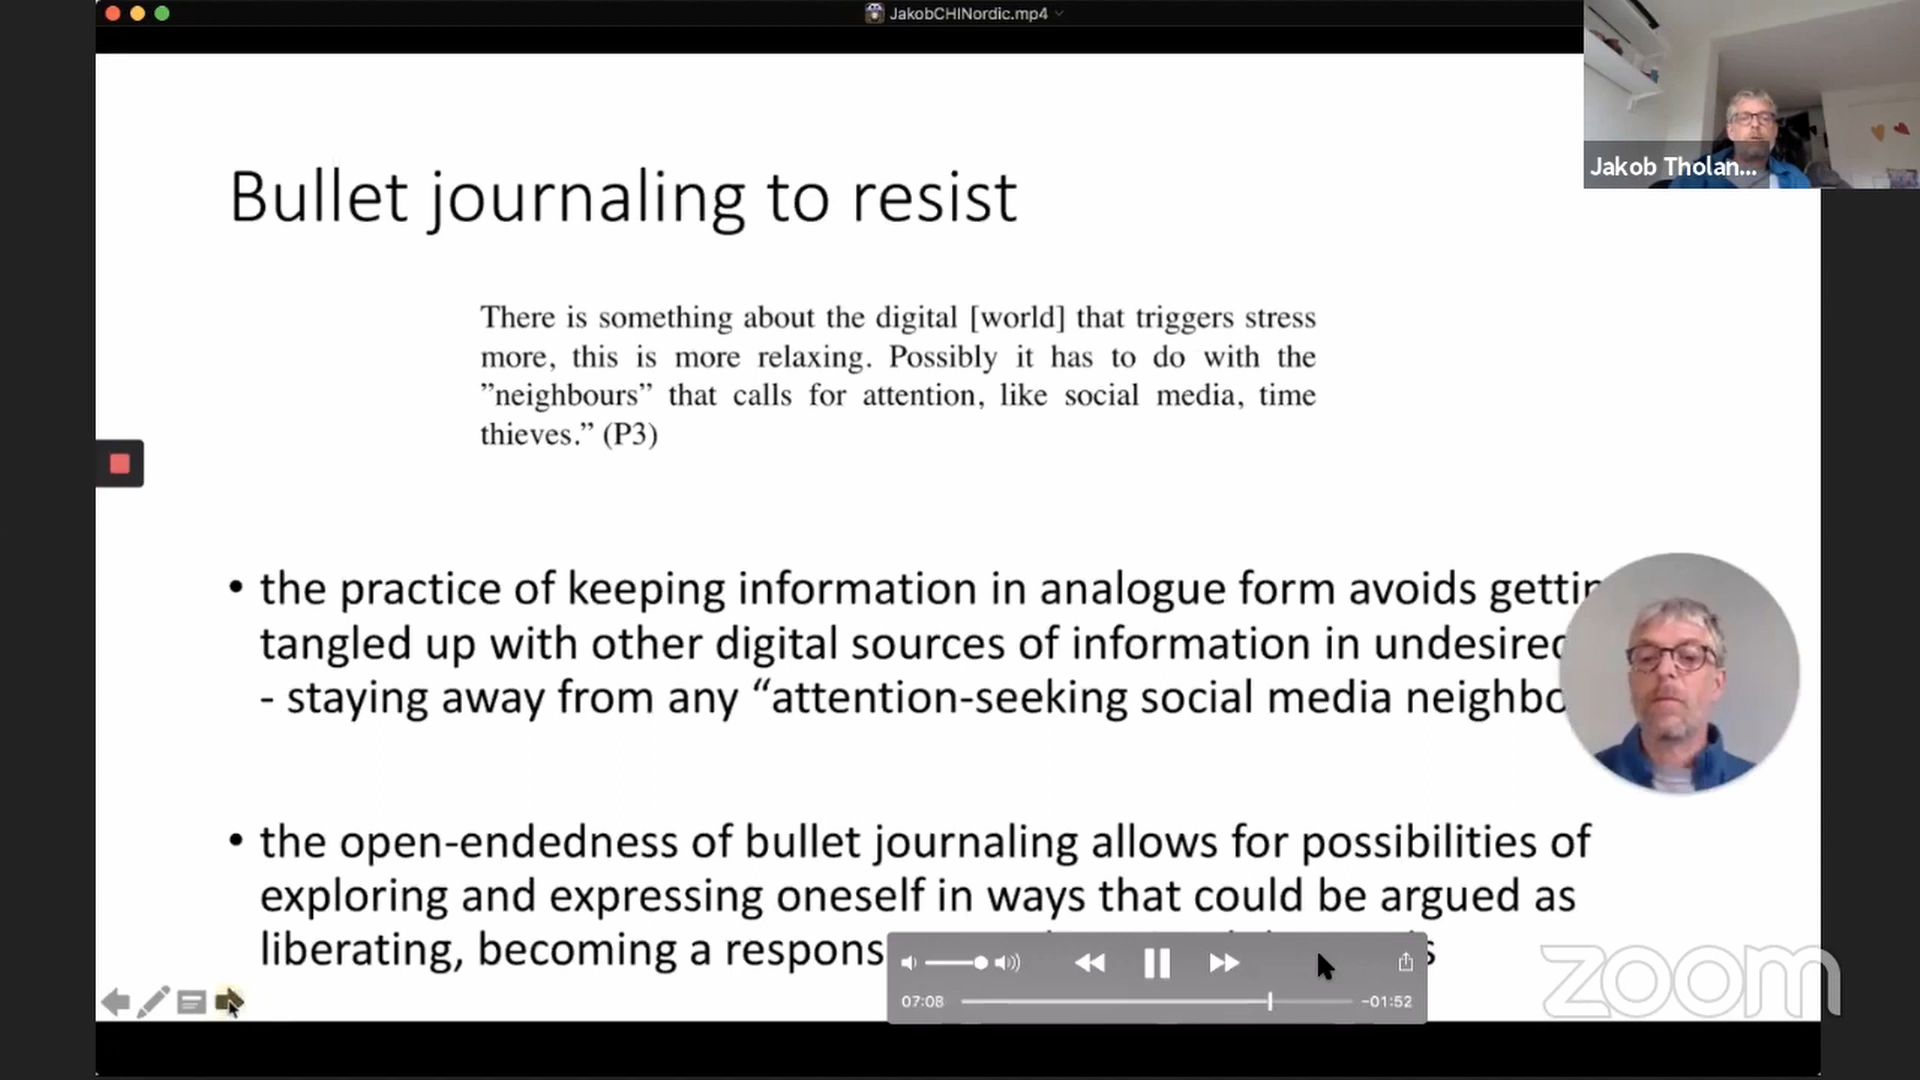 JakobCHINordic.mp4
Jakob Tholan...
Bullet journaling to resist
There is something about the digital [world] that triggers stress
more, this is more relaxing. Possibly it has to do with the
”neighbours” that calls for attention, like social media, time
thieves.” (P3)
• the practice of keeping information in analogue form avoids
tangled up with other digital sources of information in
- staying away from any “attention-seeking social media
• the open-endedness of bullet journaling allows for possibilities of
exploring and expressing oneself in ways that could be argued as
liberating, becoming a
07:08
-01:52
zoom